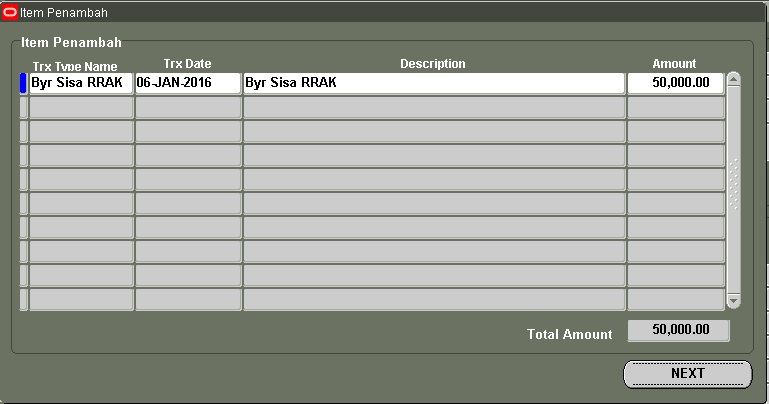 Item Penambah
Item Penambah
Trx Type Name Trx Date Description Amount
Byr Sisa RRAK 06-JAN-2016 Byr Sisa RRAK 50,000.00
Total Amount 50,000.00
NEXT